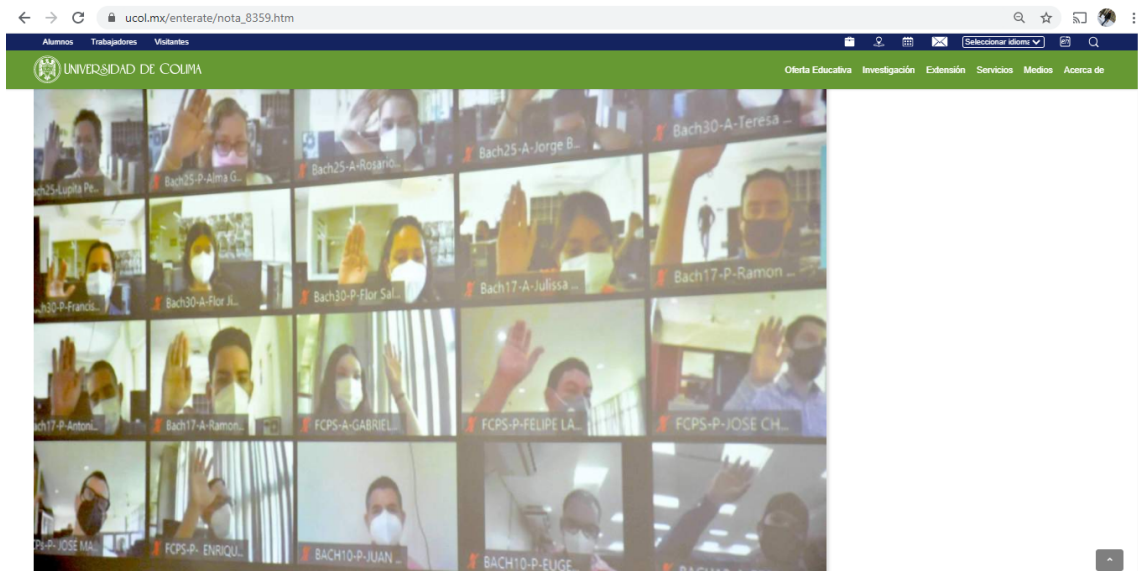 ucol.mx/enterate/nota_8359.htm
Alumnos Trabajadores Visitantes
Seleccionar idioma
UNIVERSIDAD DE COLIMA
Oferta Educativa Investigación Extensión Servicios Medios Acerca de
Bach25-P-Alma G...
Bach25-A-Rosario...
Bach25-A-Jorge B...
Bach30-A-Teresa ...
Bach30-A-Flor Ji...
Bach30-P-Flor Sal...
Bach17-A-Julissa ...
Bach17-P-Ramon ...
Bach17-A-Ramon...
FCPS-A-GABRIEL...
FCPS-P-FELIPE LA...
FCPS-P-JOSE CH...
FCPS-P- ENRIQU...
BACH10-P-JUAN ...
BACH10-P-EUGE...